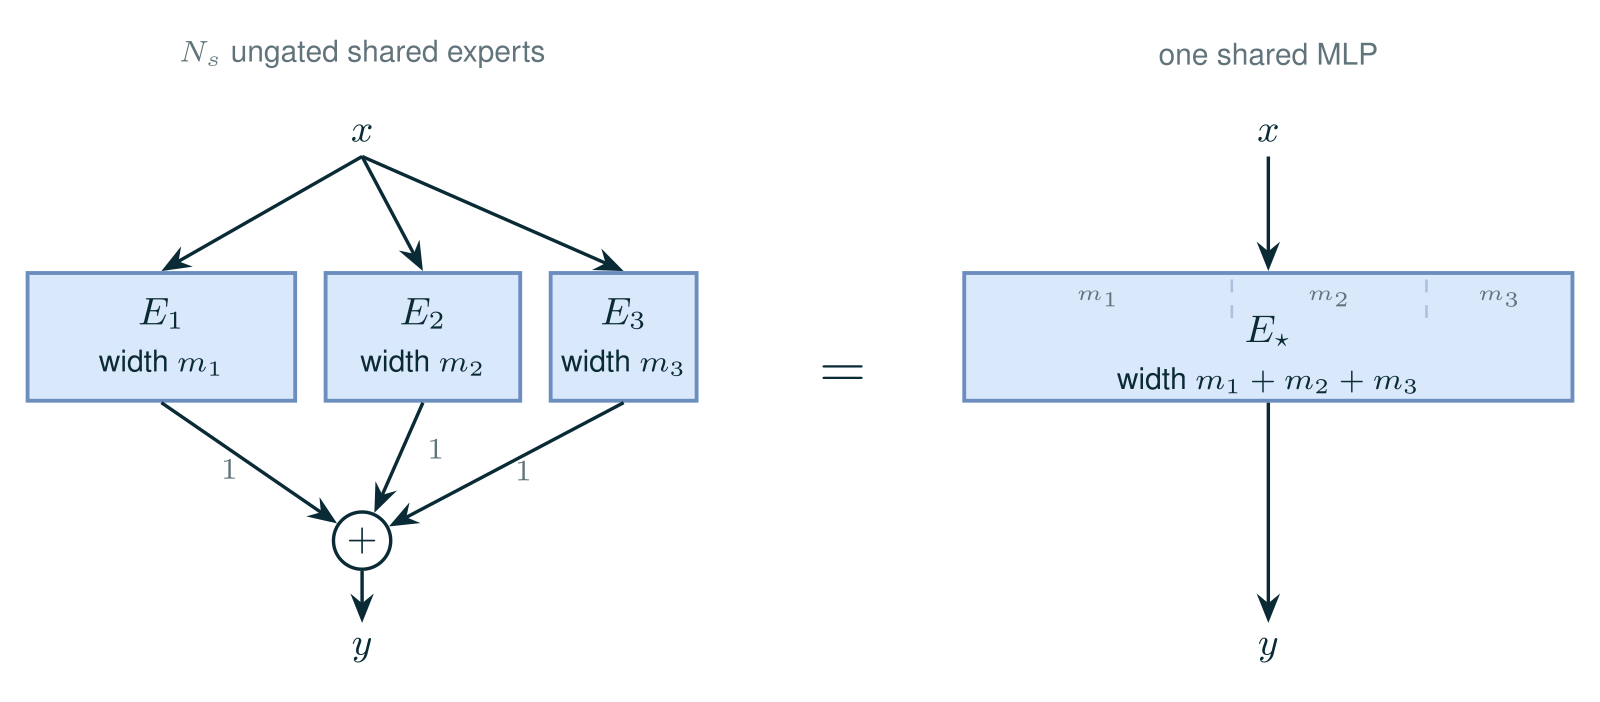 N_s ungated shared experts
x
E_1
width m_1
E_2
width m_2
E_3
width m_3
1
1
1
+
y
=
one shared MLP
x
m_1 m_2 m_3
E_⋆
width m_1 + m_2 + m_3
y